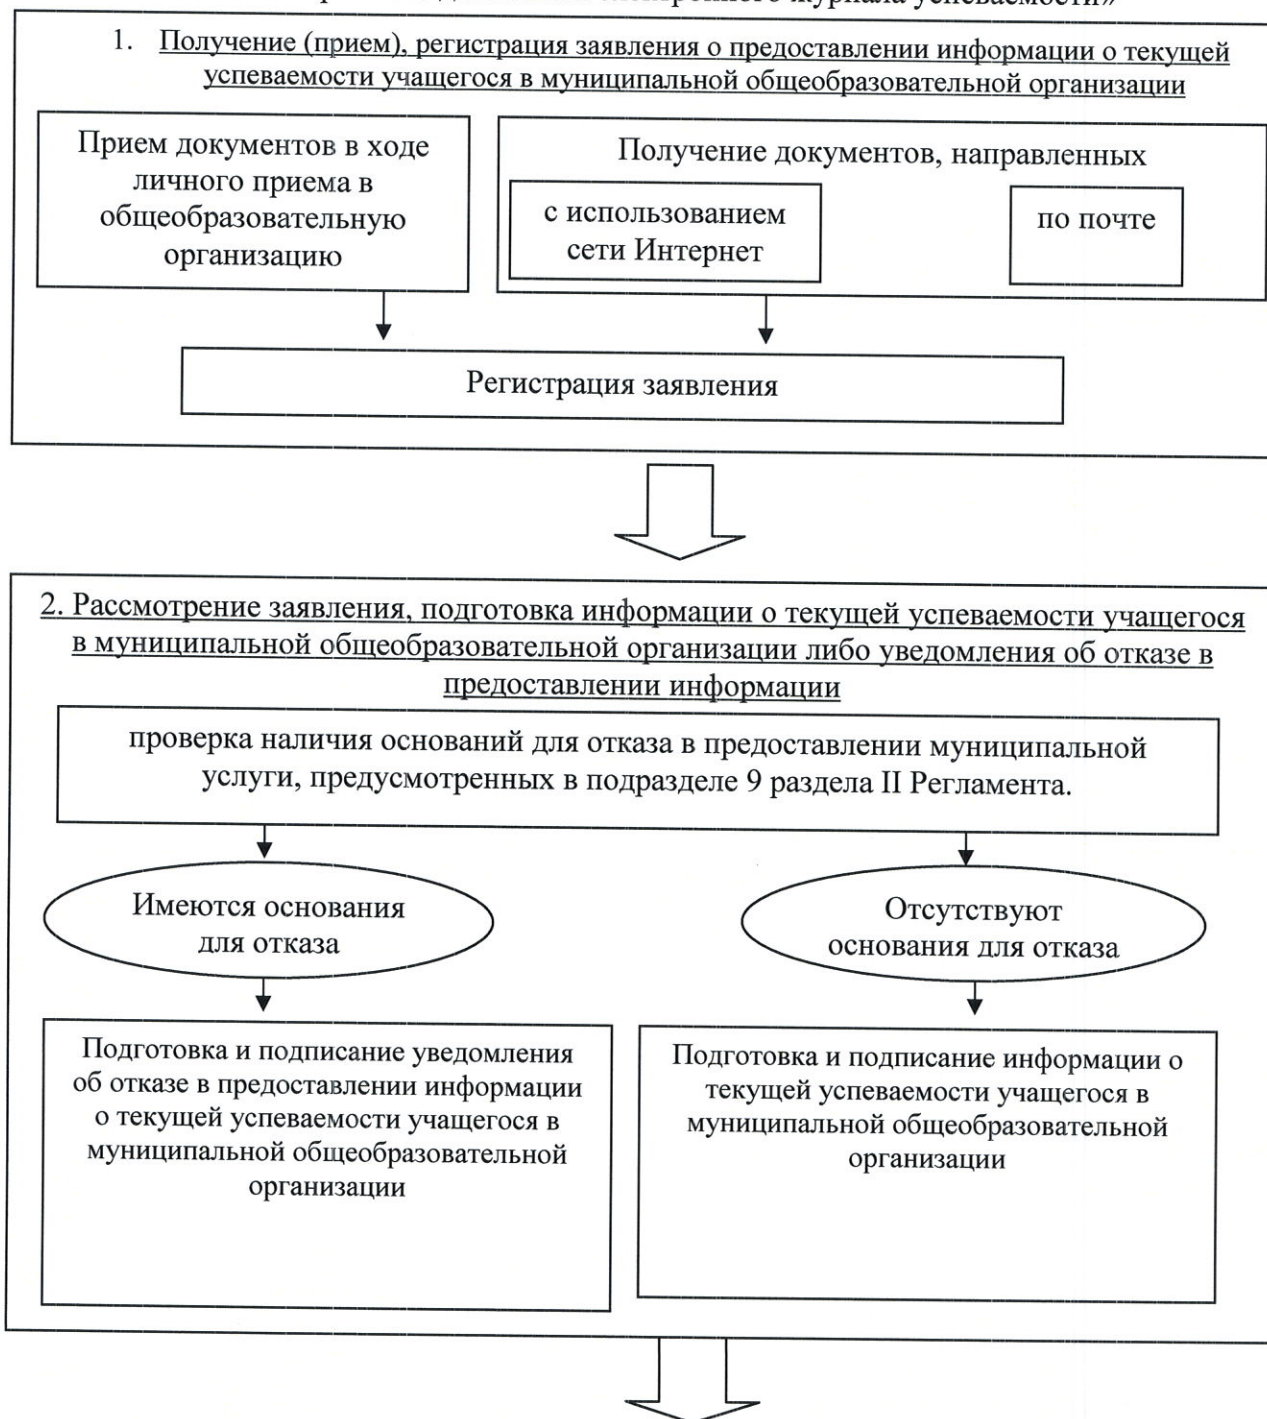 электронного журнала успеваемости»
1. Получение (прием), регистрация заявления о предоставлении информации о текущей
успеваемости учащегося в муниципальной общеобразовательной организации
Прием документов в ходе
личного приема в
общеобразовательную
организацию
Получение документов, направленных
с использованием
сети Интернет
по почте
Регистрация заявления
2. Рассмотрение заявления, подготовка информации о текущей успеваемости учащегося
в муниципальной общеобразовательной организации либо уведомления об отказе в
предоставлении информации
проверка наличия оснований для отказа в предоставлении муниципальной
услуги, предусмотренных в подразделе 9 раздела II Регламента.
Имеются основания
для отказа
Отсутствуют
основания для отказа
Подготовка и подписание уведомления
об отказе в предоставлении информации
о текущей успеваемости учащегося в
муниципальной общеобразовательной
организации
Подготовка и подписание информации о
текущей успеваемости учащегося в
муниципальной общеобразовательной
организации